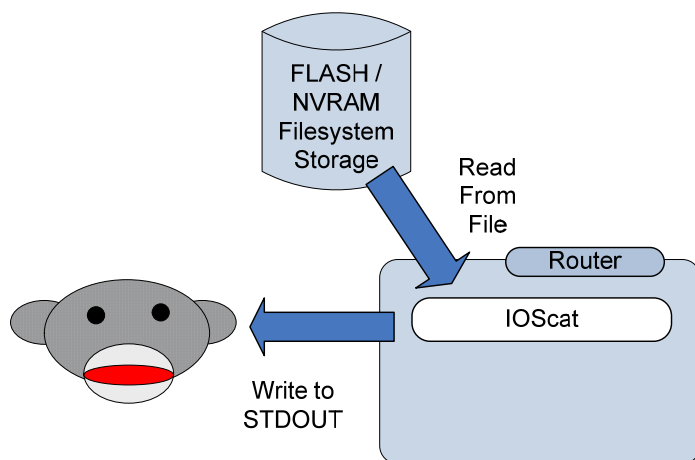 FLASH /
NVRAM
Filesystem
Storage
Read
From
File
Router
IOScat
Write to
STDOUT